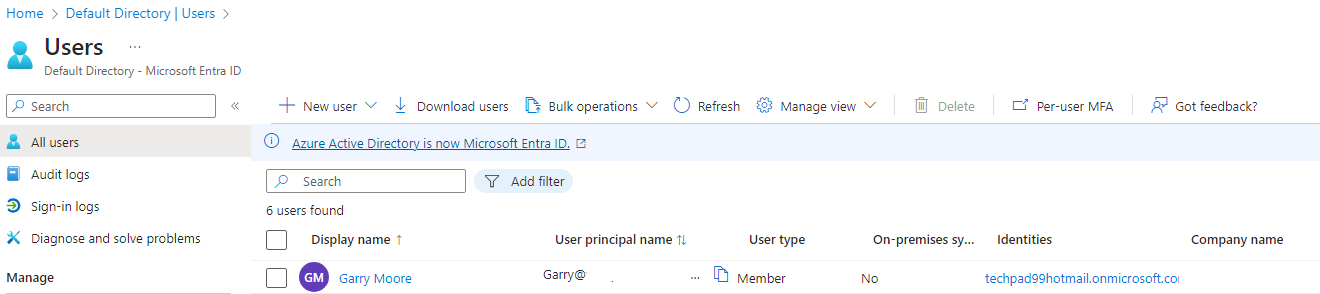 Home > Default Directory | Users >
Users ...
Default Directory - Microsoft Entra ID
Search «
New user Download users Bulk operations Refresh Manage view Delete Per-user MFA Got feedback?
All users
Azure Active Directory is now Microsoft Entra ID.
Audit logs
Search Add filter
Sign-in logs
6 users found
Diagnose and solve problems
Display name ↑ User principal name ↑↓ User type On-premises sy... Identities Company name
Manage
GM Garry Moore Garry@ . ... Member No techpad99hotmail.onmicrosoft.co